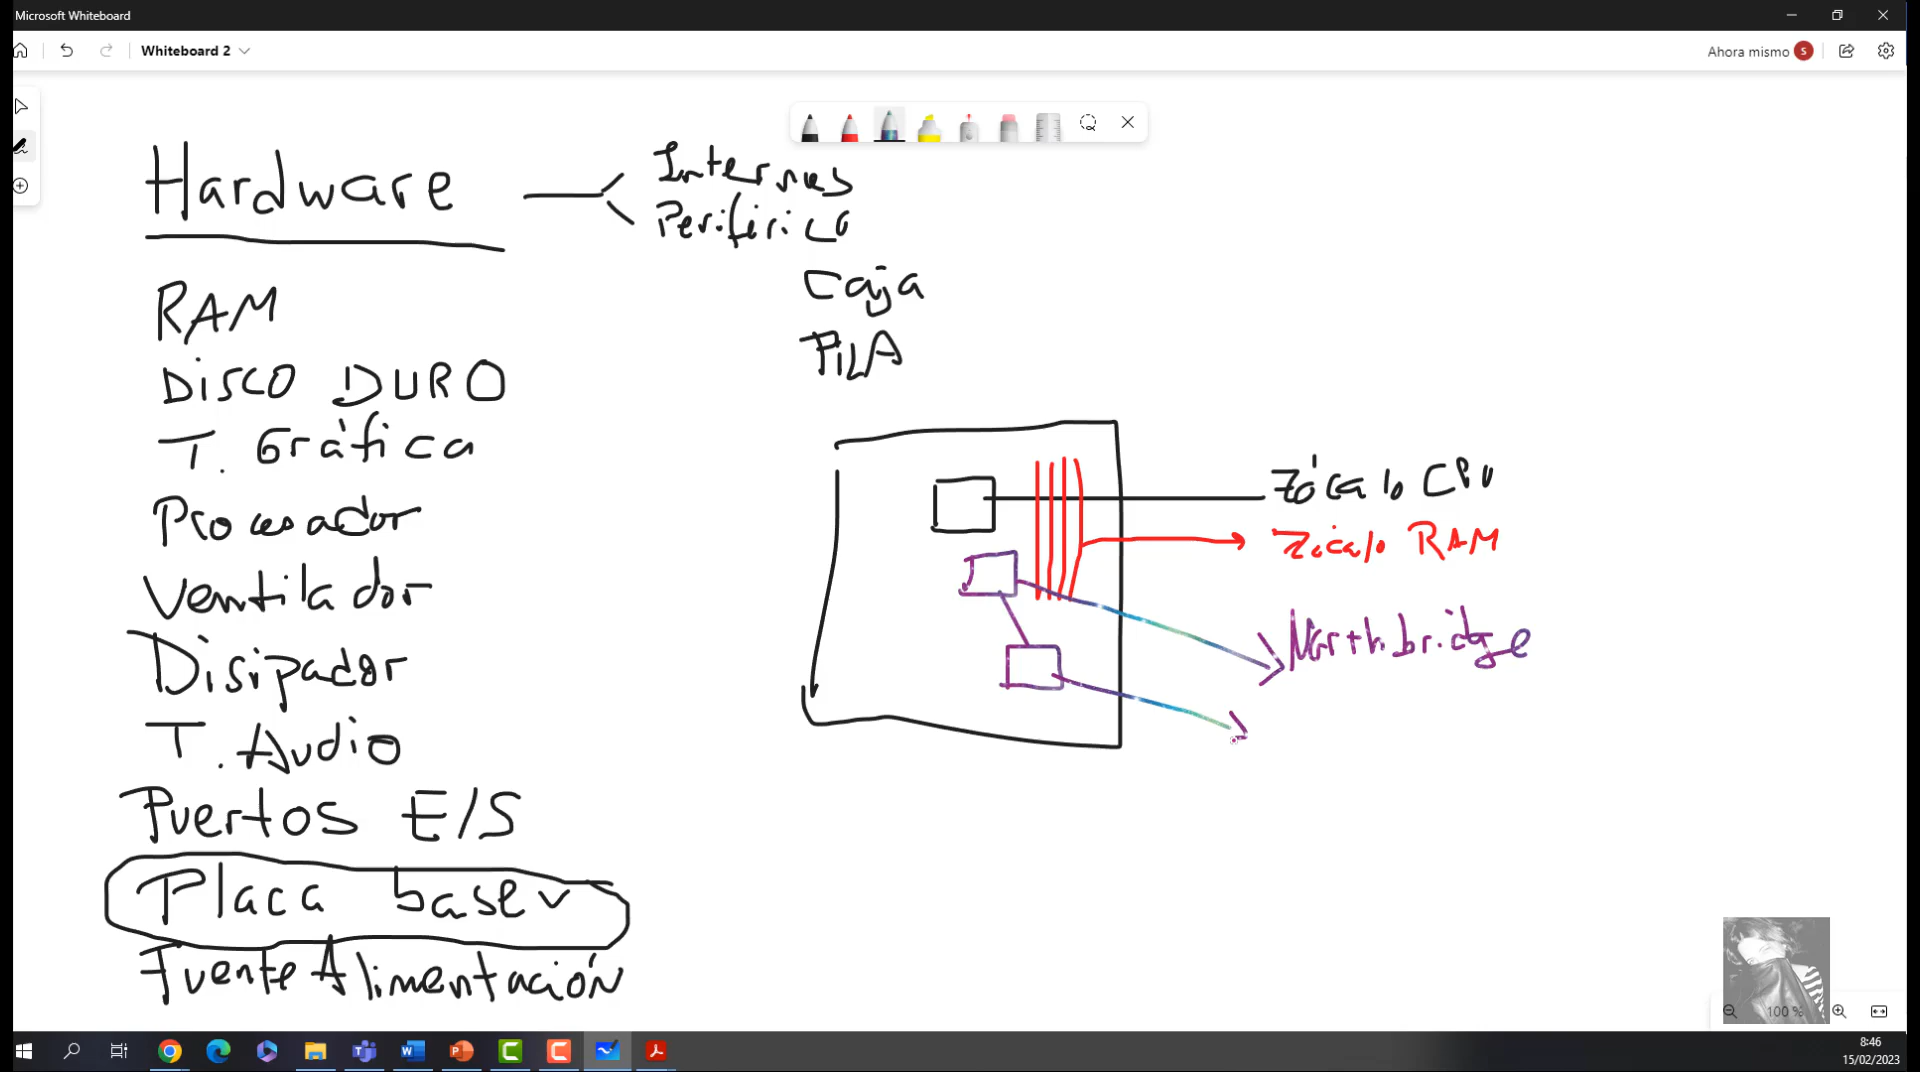 Microsoft Whiteboard
Whiteboard 2
Ahora mismo S
Hardware
Internos
Periférico
RAM
DISCO DURO
T. Gráfica
Procesador
Ventilador
Disipador
T. Audio
Puertos E/S
Placa base
Fuente Alimentación
Caja
PILA
Zócalo CPU
Zócalo RAM
Northbridge
100 %
8:46
15/02/2023